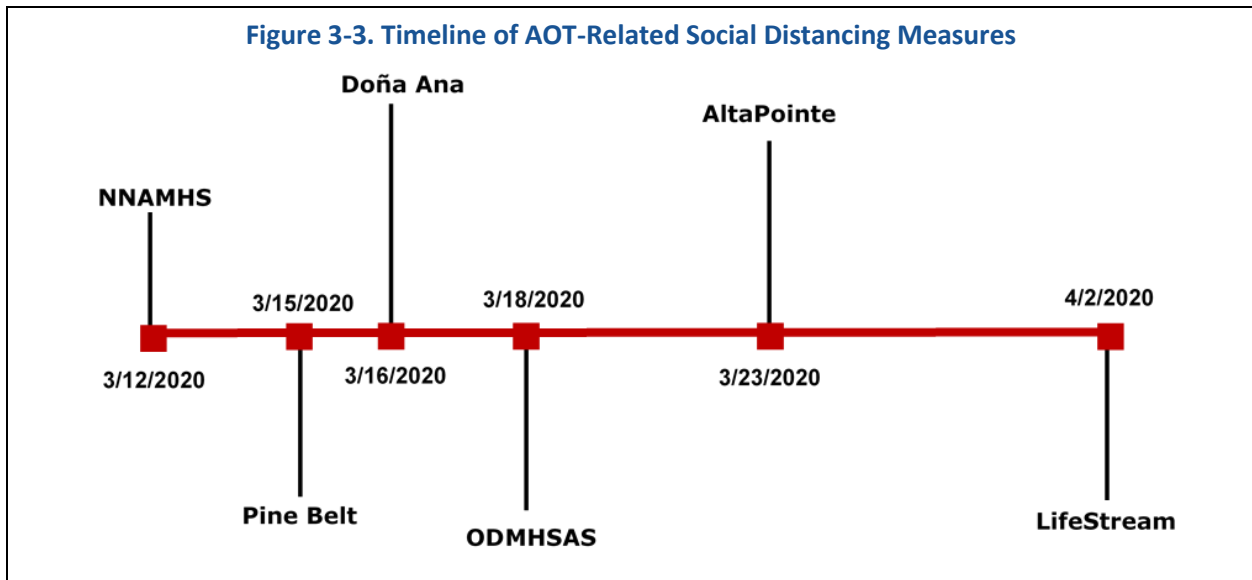 Figure 3-3. Timeline of AOT-Related Social Distancing Measures
Doña Ana
AltaPointe
NNAMHS
3/15/2020
3/18/2020
4/2/2020
3/12/2020
3/16/2020
3/23/2020
Pine Belt
ODMHSAS
LifeStream